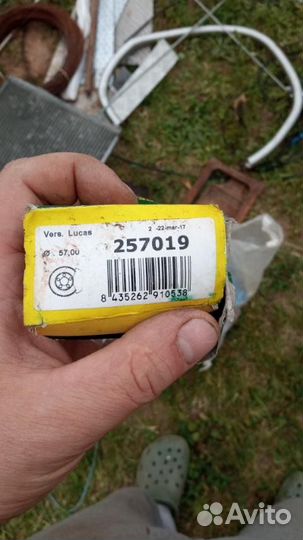 Vers. Lucas
2 -22-mar-17
Ø : 57,00
257019
8 435262 910538
Avito